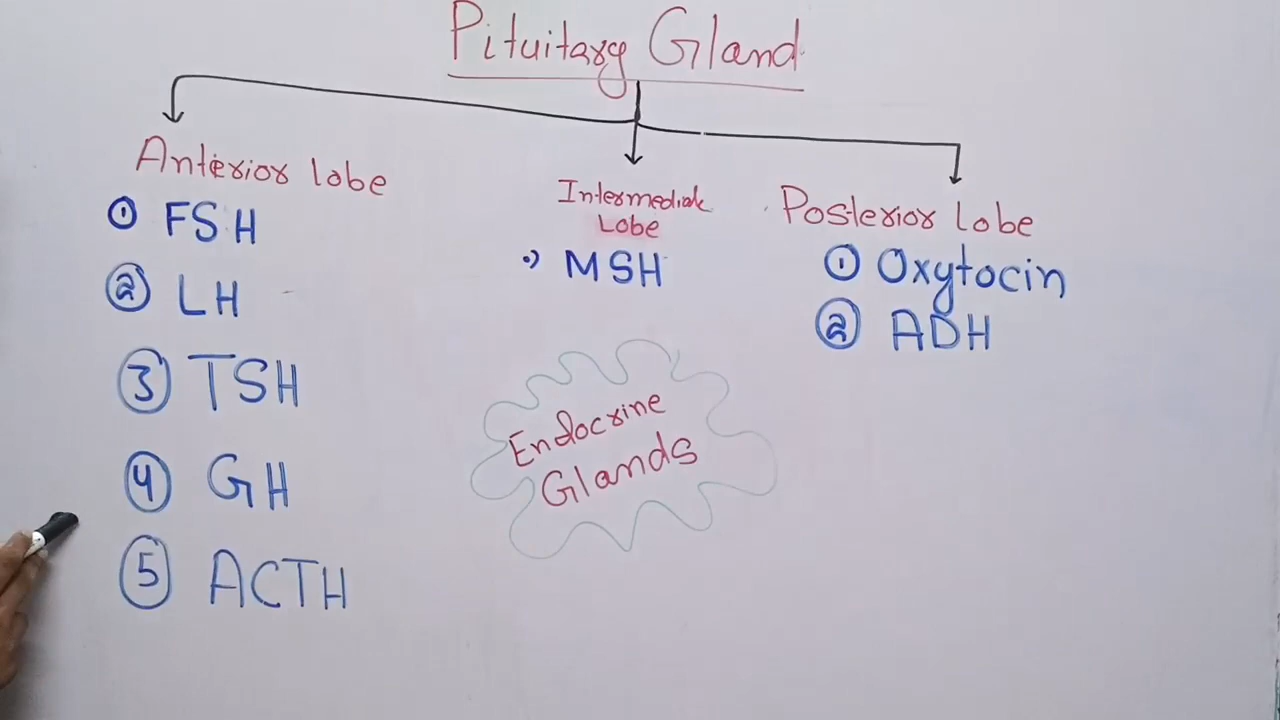 Pituitary Gland
Anterior lobe
① FSH
② LH
③ TSH
④ GH
⑤ ACTH
Intermediate
Lobe
•) MSH
Posterior lobe
① Oxytocin
② ADH
Endocrine
Glands